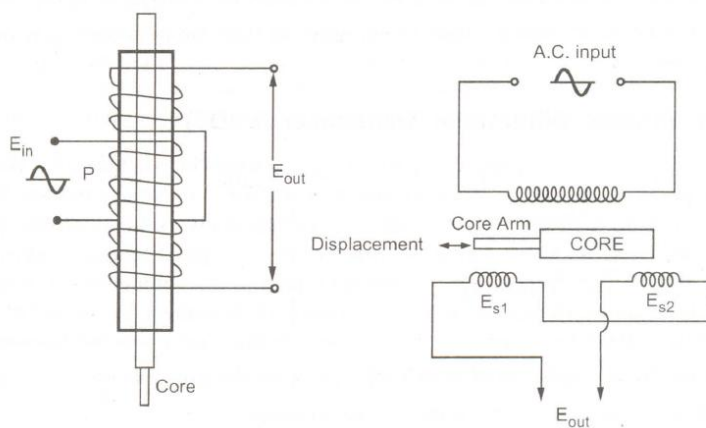 E_in
P
E_out
Core
A.C. input
Core Arm
Displacement
CORE
E_s1
E_s2
E_out